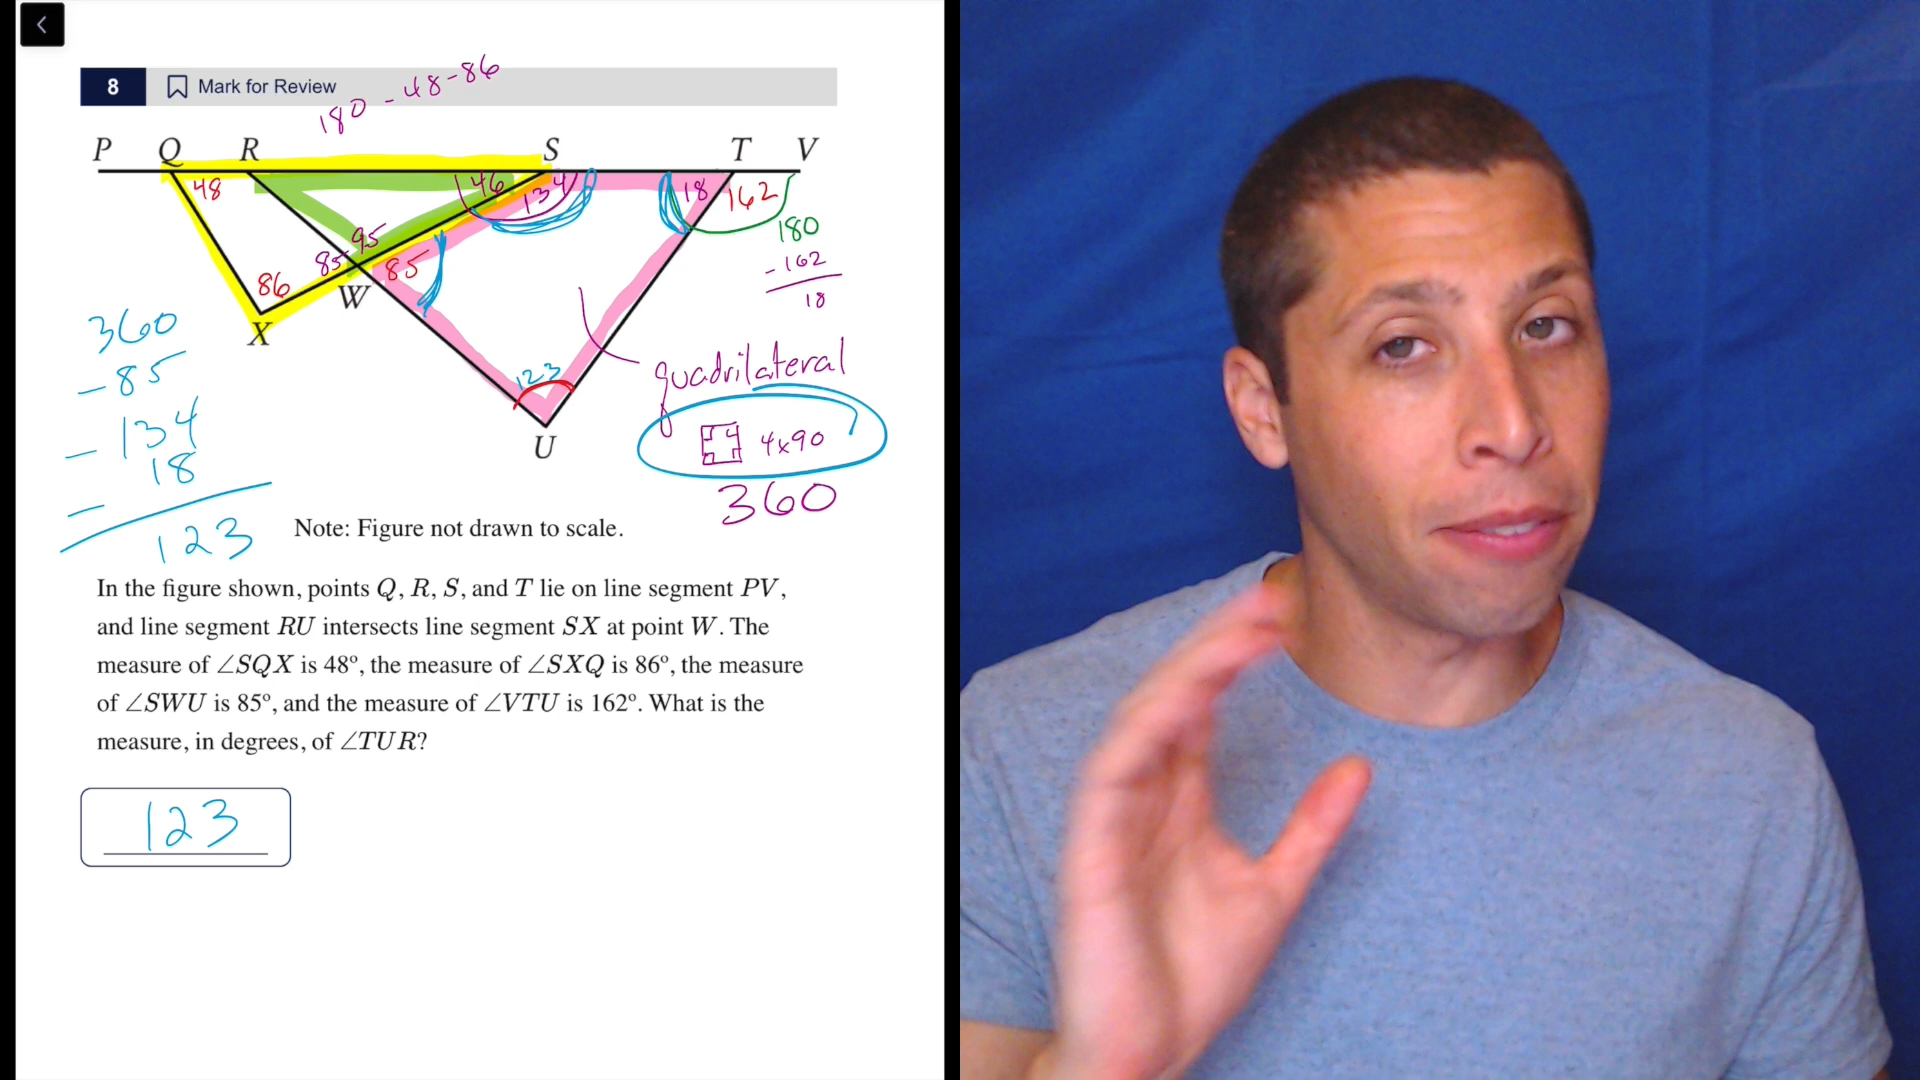 8 Mark for Review
180 - 48 - 86
P Q R S T V
48 46 134 18 162
180
- 162
18
95
85 85
86
W
X
123
U
360
- 85
- 134
- 18
123
quadrilateral
4x90
360
Note: Figure not drawn to scale.
In the figure shown, points Q, R, S, and T lie on line segment PV,
and line segment RU intersects line segment SX at point W. The
measure of ∠SQX is 48°, the measure of ∠SXQ is 86°, the measure
of ∠SWU is 85°, and the measure of ∠VTU is 162°. What is the
measure, in degrees, of ∠TUR?
123